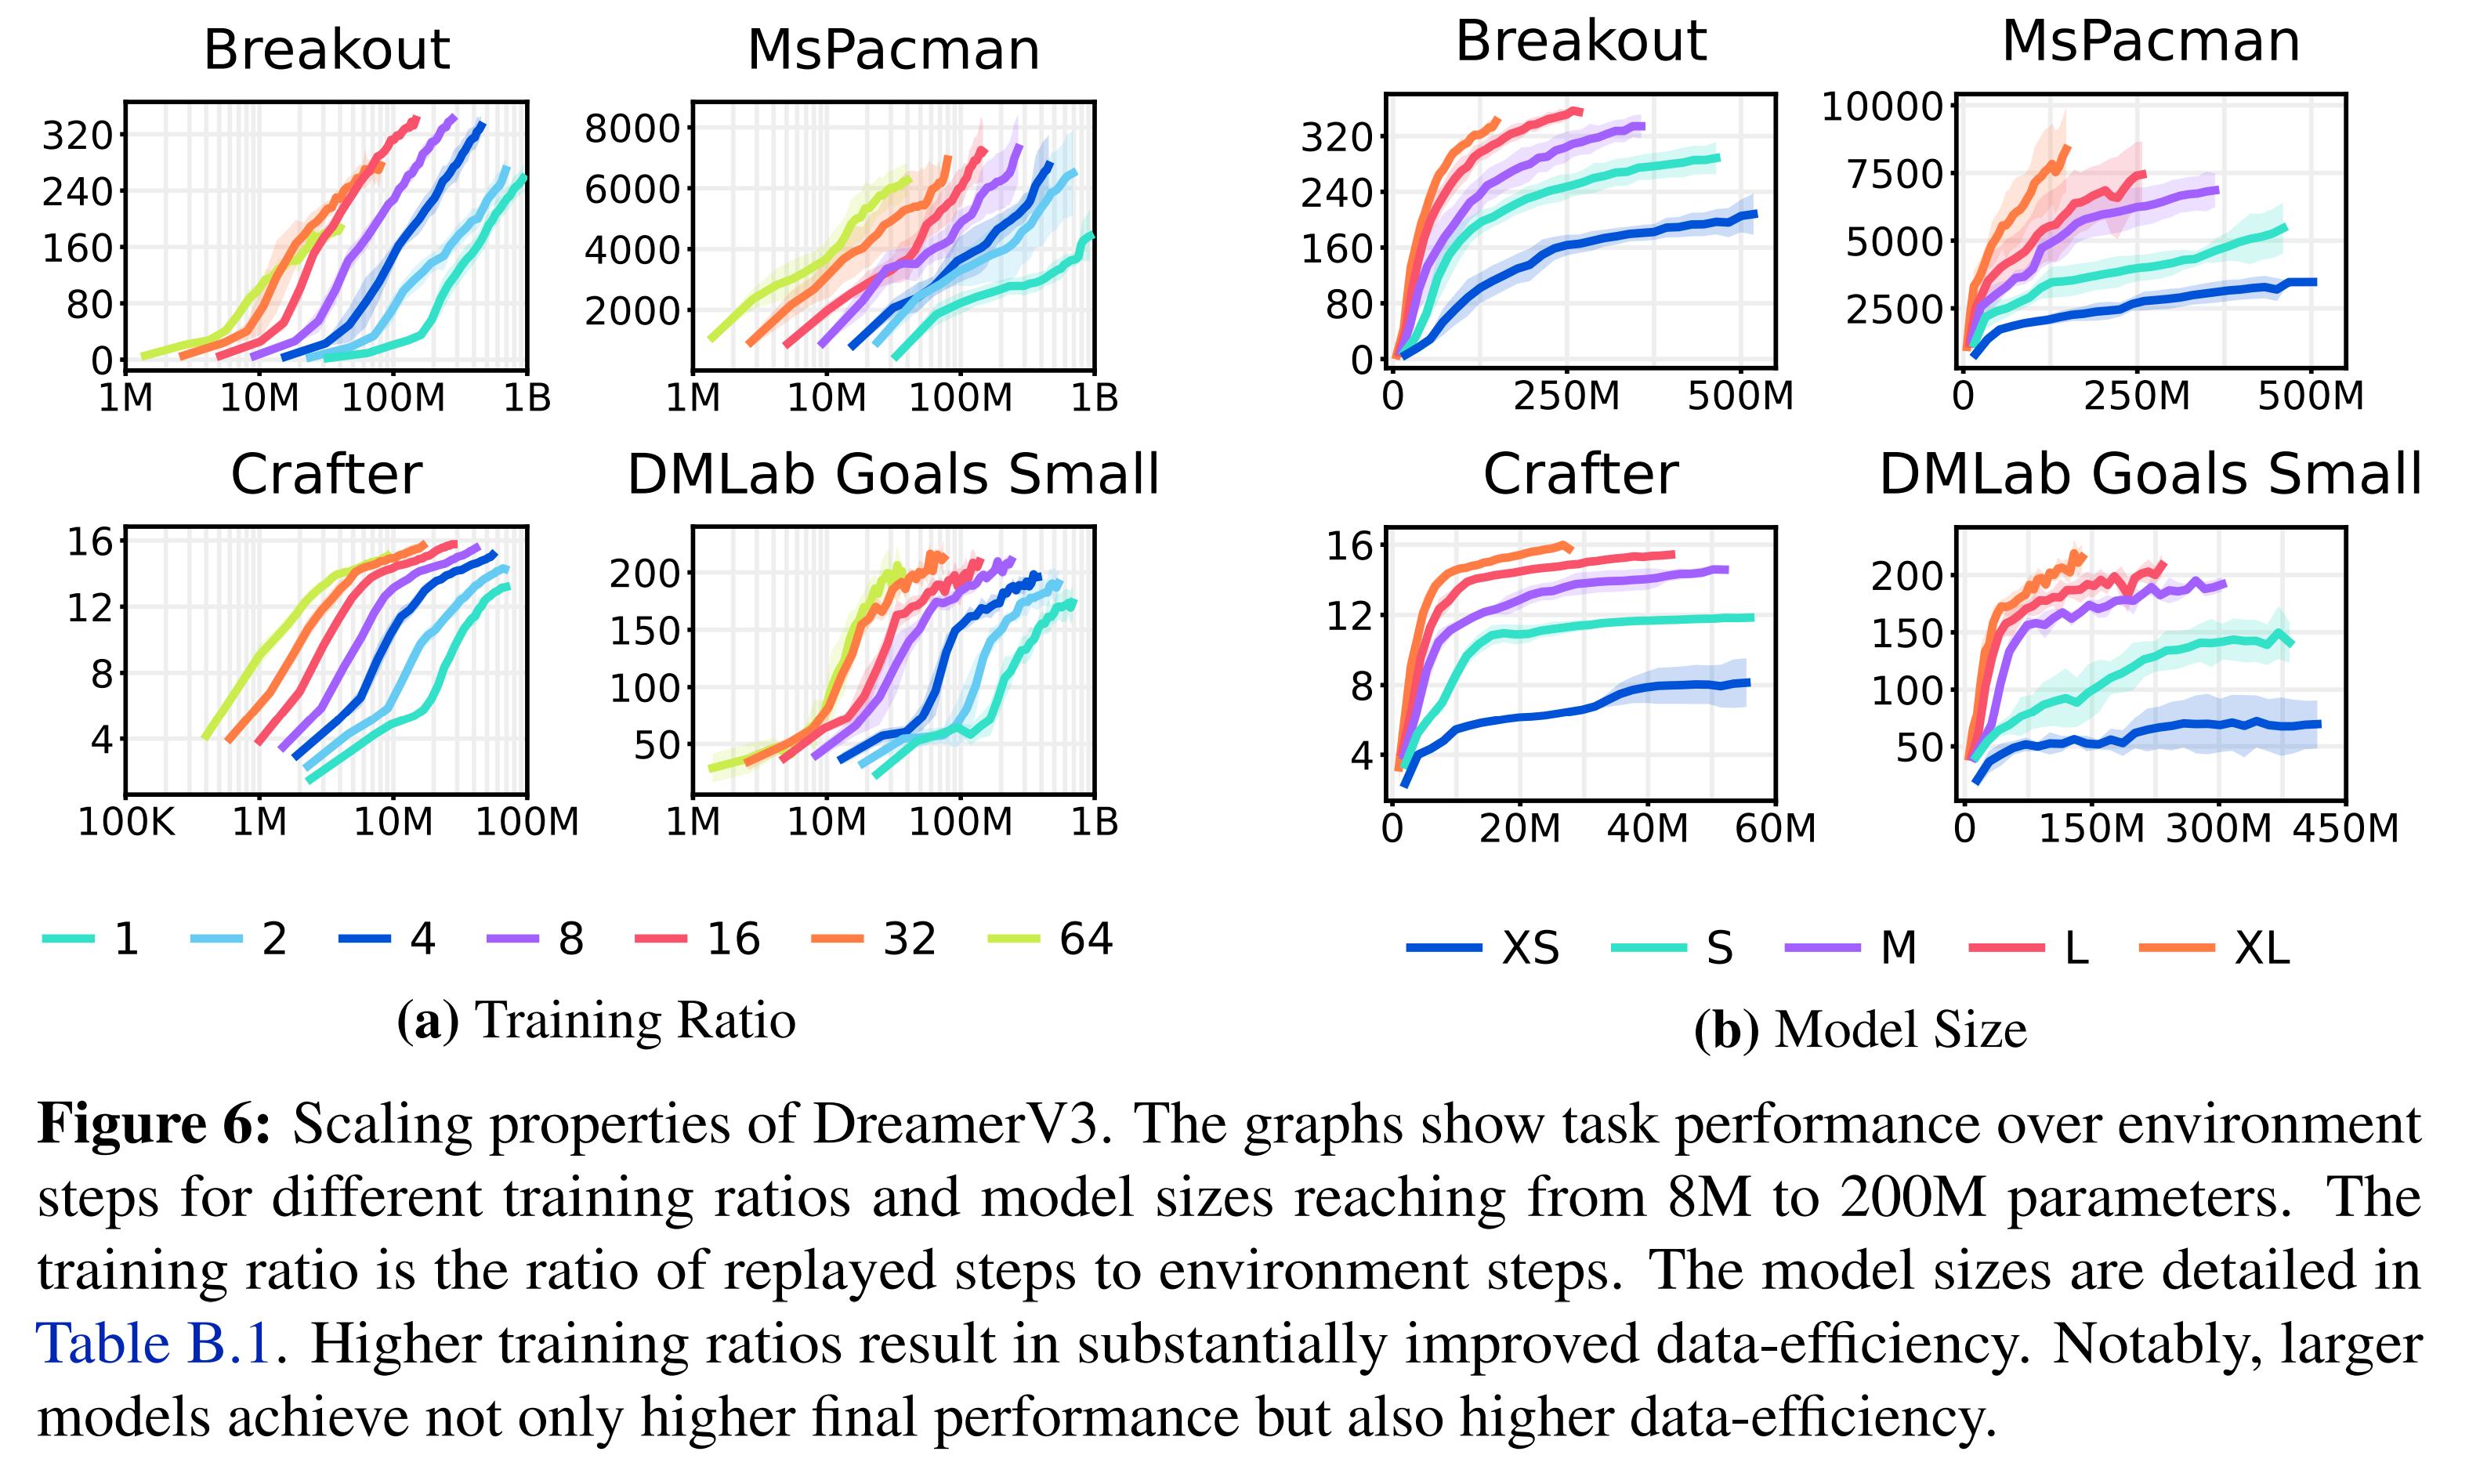 Breakout
320
240
160
80
0
1M 10M 100M 1B
MsPacman
8000
6000
4000
2000
1M 10M 100M 1B
Crafter
16
12
8
4
100K 1M 10M 100M
DMLab Goals Small
200
150
100
50
1M 10M 100M 1B
1 2 4 8 16 32 64
(a) Training Ratio
Breakout
320
240
160
80
0
0 250M 500M
MsPacman
10000
7500
5000
2500
0 250M 500M
Crafter
16
12
8
4
0 20M 40M 60M
DMLab Goals Small
200
150
100
50
0 150M 300M 450M
XS S M L XL
(b) Model Size
Figure 6: Scaling properties of DreamerV3. The graphs show task performance over environment
steps for different training ratios and model sizes reaching from 8M to 200M parameters. The
training ratio is the ratio of replayed steps to environment steps. The model sizes are detailed in
Table B.1. Higher training ratios result in substantially improved data-efficiency. Notably, larger
models achieve not only higher final performance but also higher data-efficiency.